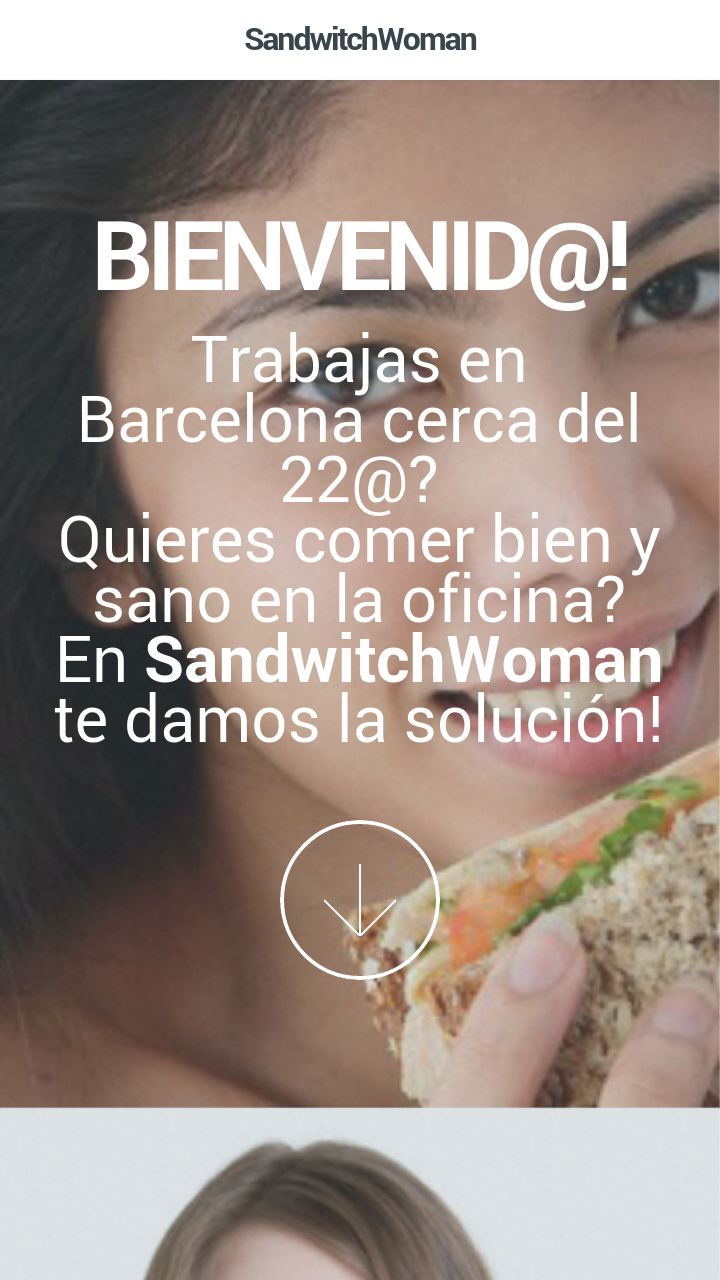 SandwitchWoman
BIENVENID@!
Trabajas en
Barcelona cerca del
22@?
Quieres comer bien y
sano en la oficina?
En SandwitchWoman
te damos la solución!